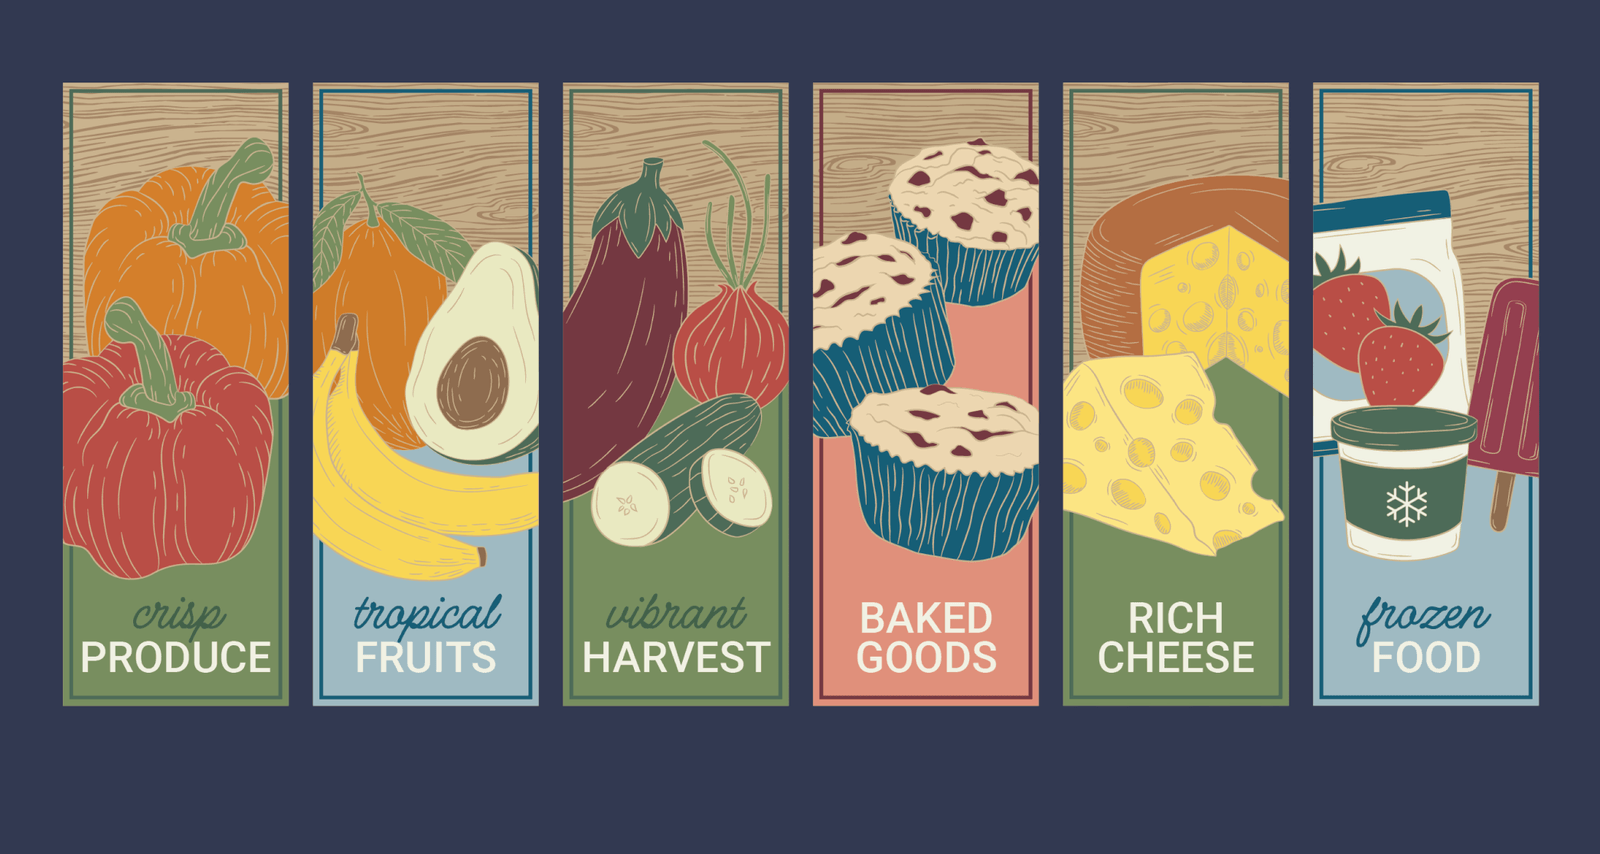 crisp
PRODUCE
tropical
FRUITS
vibrant
HARVEST
BAKED
GOODS
RICH
CHEESE
frozen
FOOD